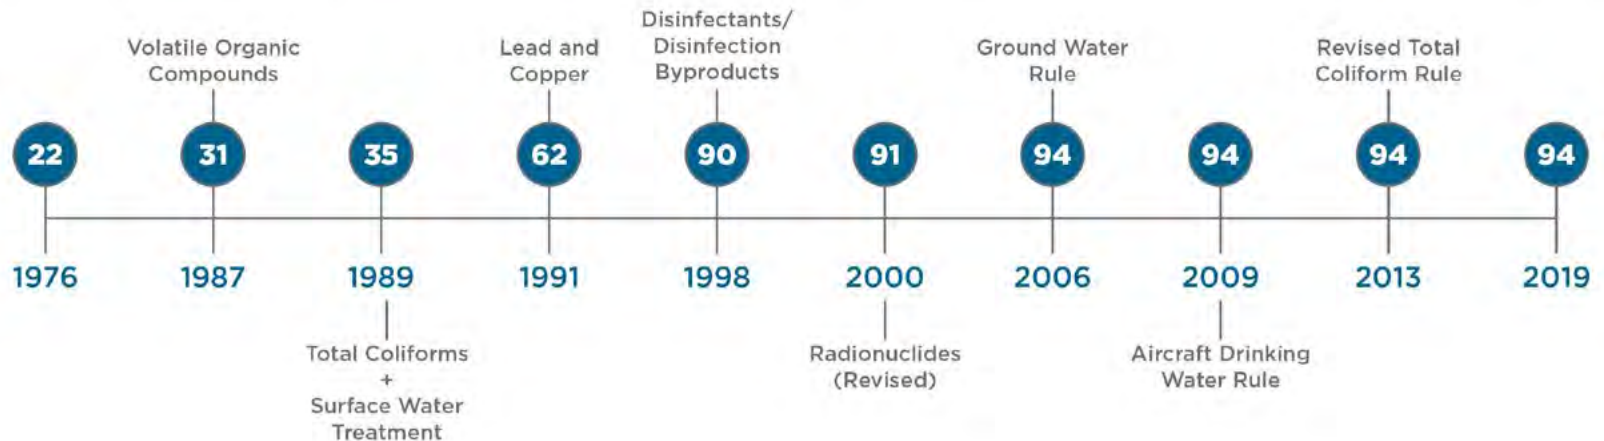 Volatile Organic
Compounds
Lead and
Copper
Disinfectants/
Disinfection
Byproducts
Ground Water
Rule
Revised Total
Coliform Rule
22
31
35
62
90
91
94
94
94
94
1976
1987
1989
1991
1998
2000
2006
2009
2013
2019
Total Coliforms
+
Surface Water
Treatment
Radionuclides
(Revised)
Aircraft Drinking
Water Rule